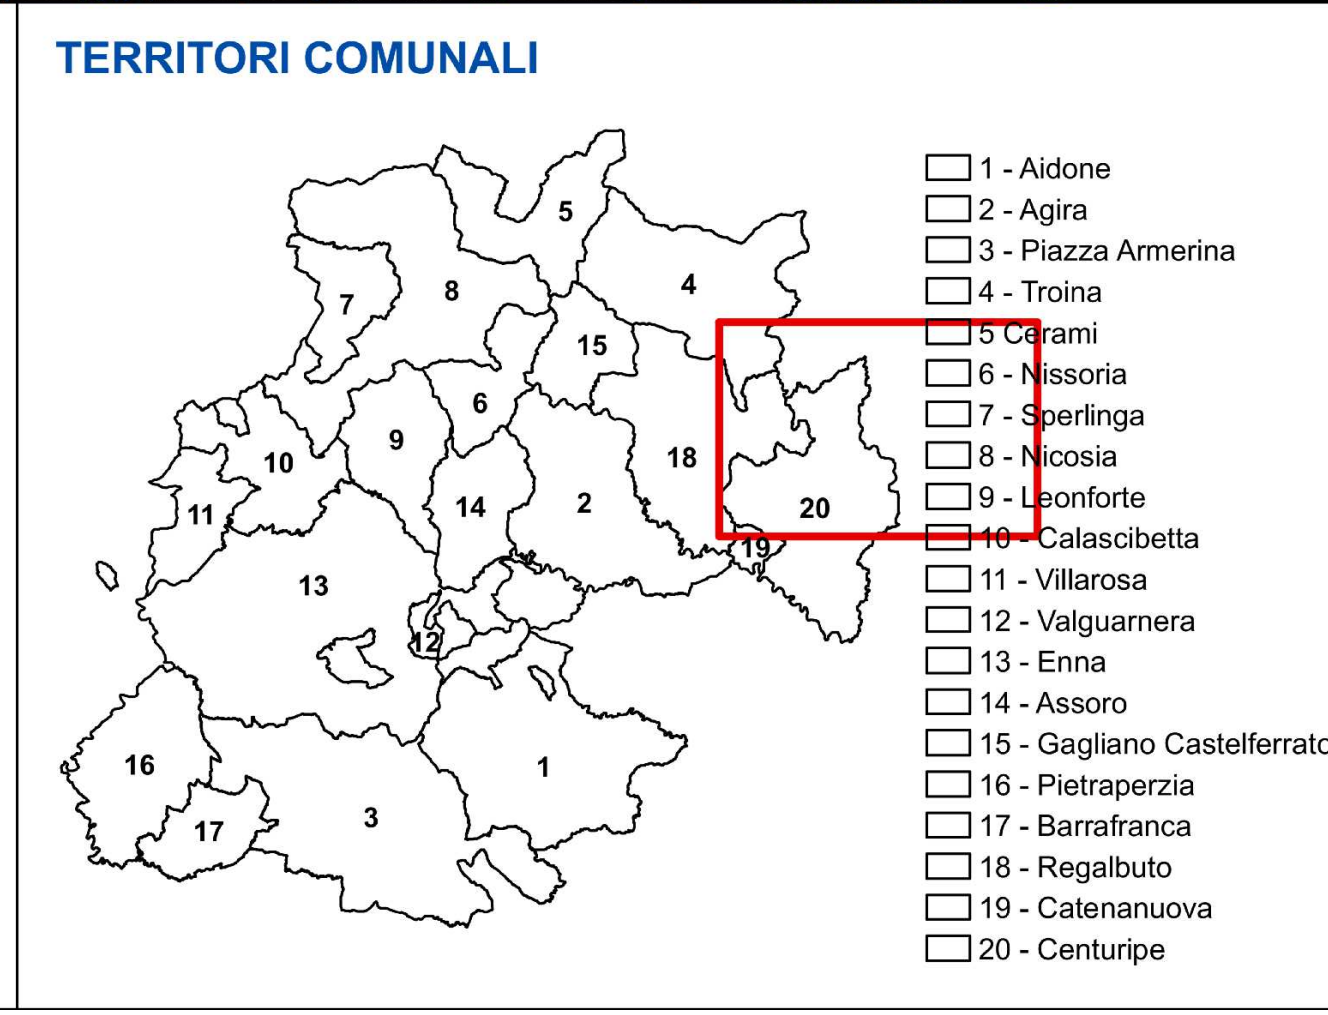 TERRITORI COMUNALI
5
4
8
7
15
6
9
10
18
11
14
2
20
19
13
12
16
1
3
17
1 - Aidone
2 - Agira
3 - Piazza Armerina
4 - Troina
5 Cerami
6 - Nissoria
7 - Sperlinga
8 - Nicosia
9 - Leonforte
10 - Calascibetta
11 - Villarosa
12 - Valguarnera
13 - Enna
14 - Assoro
15 - Gagliano Castelferrato
16 - Pietraperzia
17 - Barrafranca
18 - Regalbuto
19 - Catenanuova
20 - Centuripe